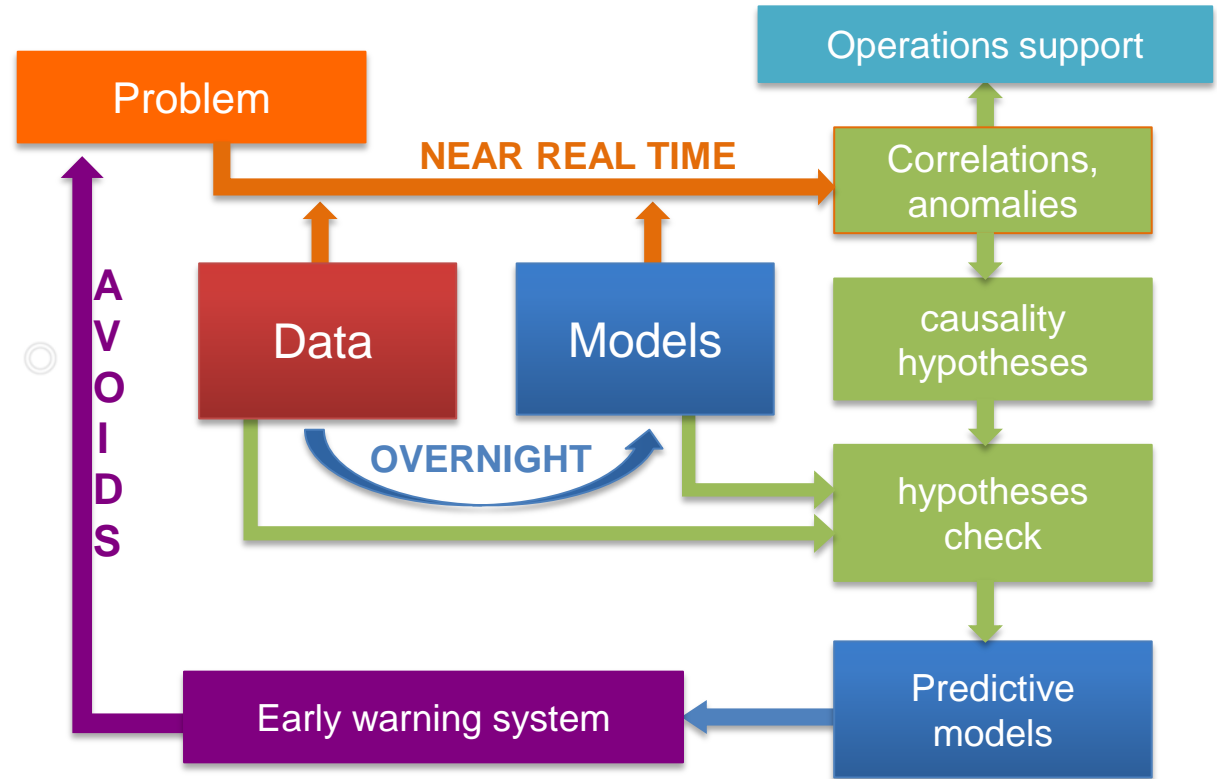 Operations support
Problem
NEAR REAL TIME
Correlations,
anomalies
Data
Models
causality
hypotheses
AVOIDS
OVERNIGHT
hypotheses
check
Early warning system
Predictive
models